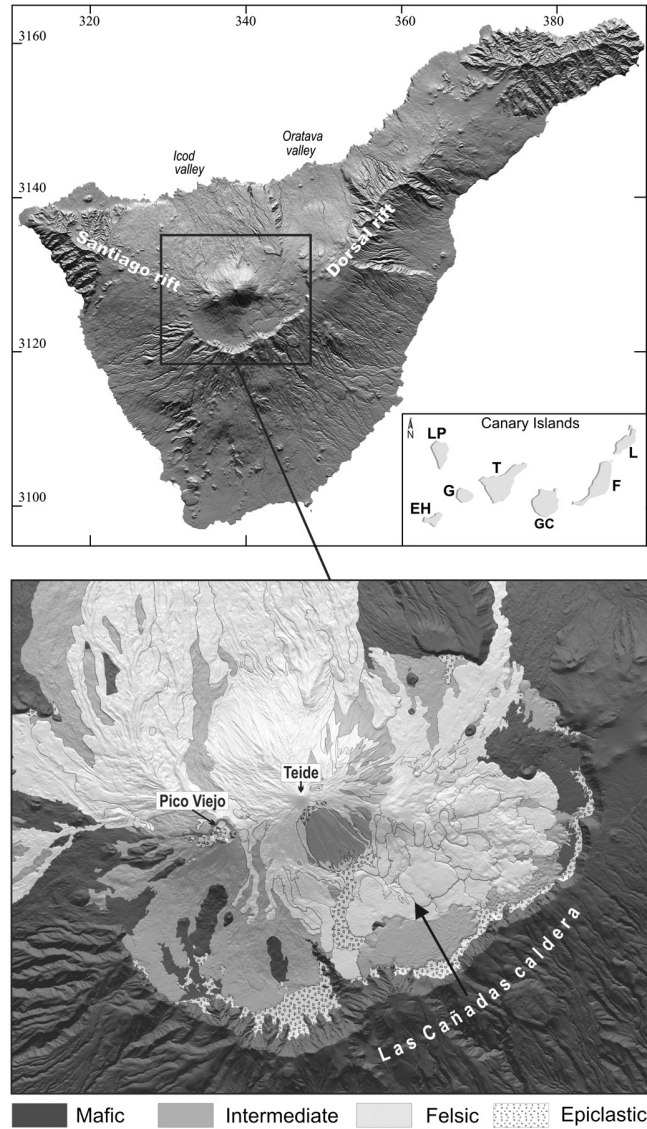 320
340
360
380
3160
3140
3120
3100
Icod
valley
Oratava
valley
Santiago rift
Dorsal rift
Canary Islands
N
LP
T
L
G
F
EH
GC
Teide
Pico Viejo
Las Cañadas caldera
Mafic
Intermediate
Felsic
Epiclastic